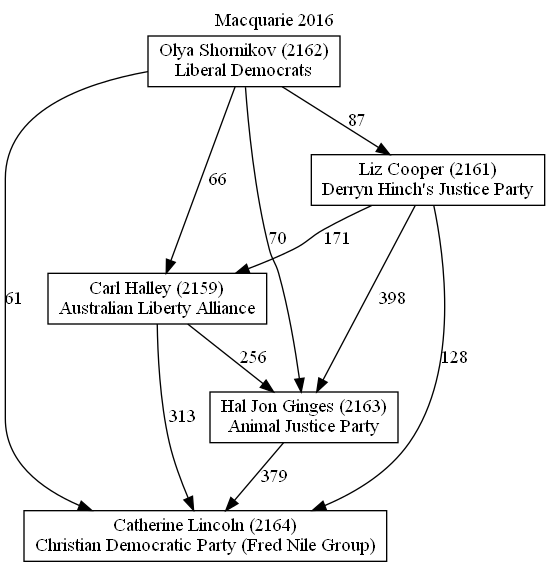 Macquarie 2016
Olya Shornikov (2162)
Liberal Democrats
87
Liz Cooper (2161)
Derryn Hinch's Justice Party
66
70
171
61
Carl Halley (2159)
Australian Liberty Alliance
398
256
128
Hal Jon Ginges (2163)
Animal Justice Party
313
379
Catherine Lincoln (2164)
Christian Democratic Party (Fred Nile Group)